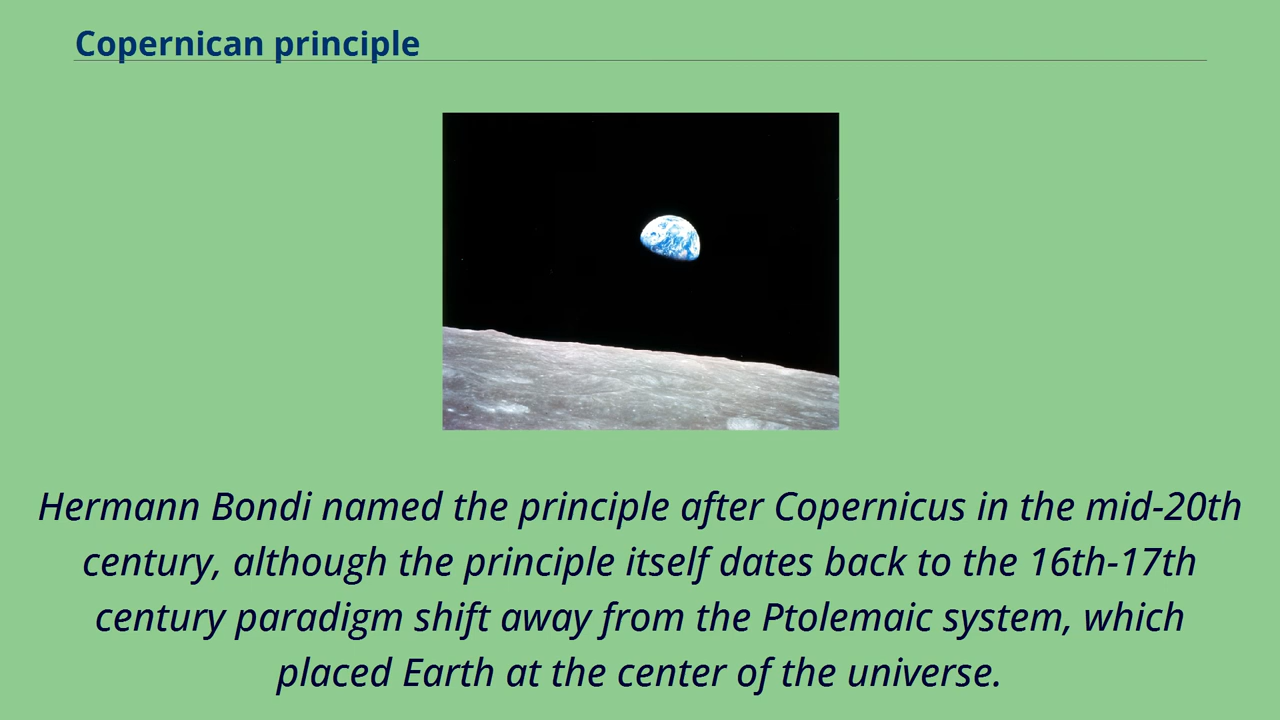 Copernican principle
Hermann Bondi named the principle after Copernicus in the mid-20th
century, although the principle itself dates back to the 16th-17th
century paradigm shift away from the Ptolemaic system, which
placed Earth at the center of the universe.